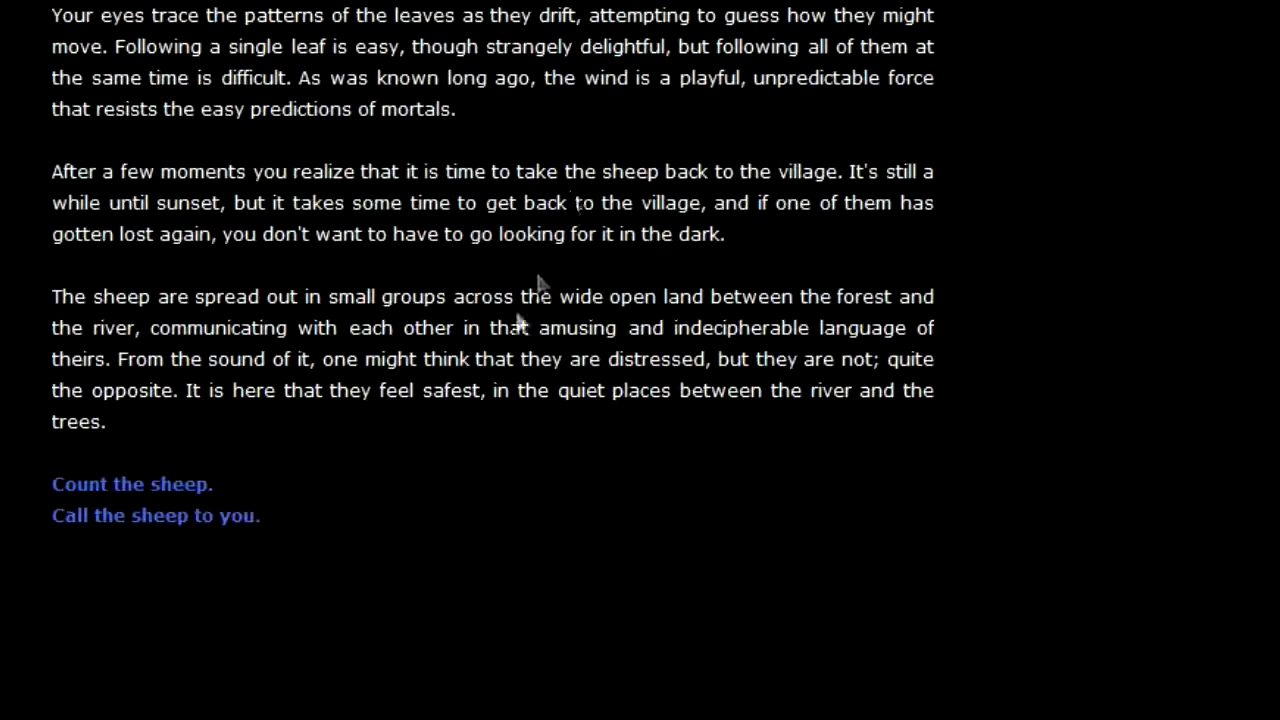 Your eyes trace the patterns of the leaves as they drift, attempting to guess how they might
move. Following a single leaf is easy, though strangely delightful, but following all of them at
the same time is difficult. As was known long ago, the wind is a playful, unpredictable force
that resists the easy predictions of mortals.
After a few moments you realize that it is time to take the sheep back to the village. It's still a
while until sunset, but it takes some time to get back to the village, and if one of them has
gotten lost again, you don't want to have to go looking for it in the dark.
The sheep are spread out in small groups across the wide open land between the forest and
the river, communicating with each other in that amusing and indecipherable language of
theirs. From the sound of it, one might think that they are distressed, but they are not; quite
the opposite. It is here that they feel safest, in the quiet places between the river and the
trees.
Count the sheep.
Call the sheep to you.